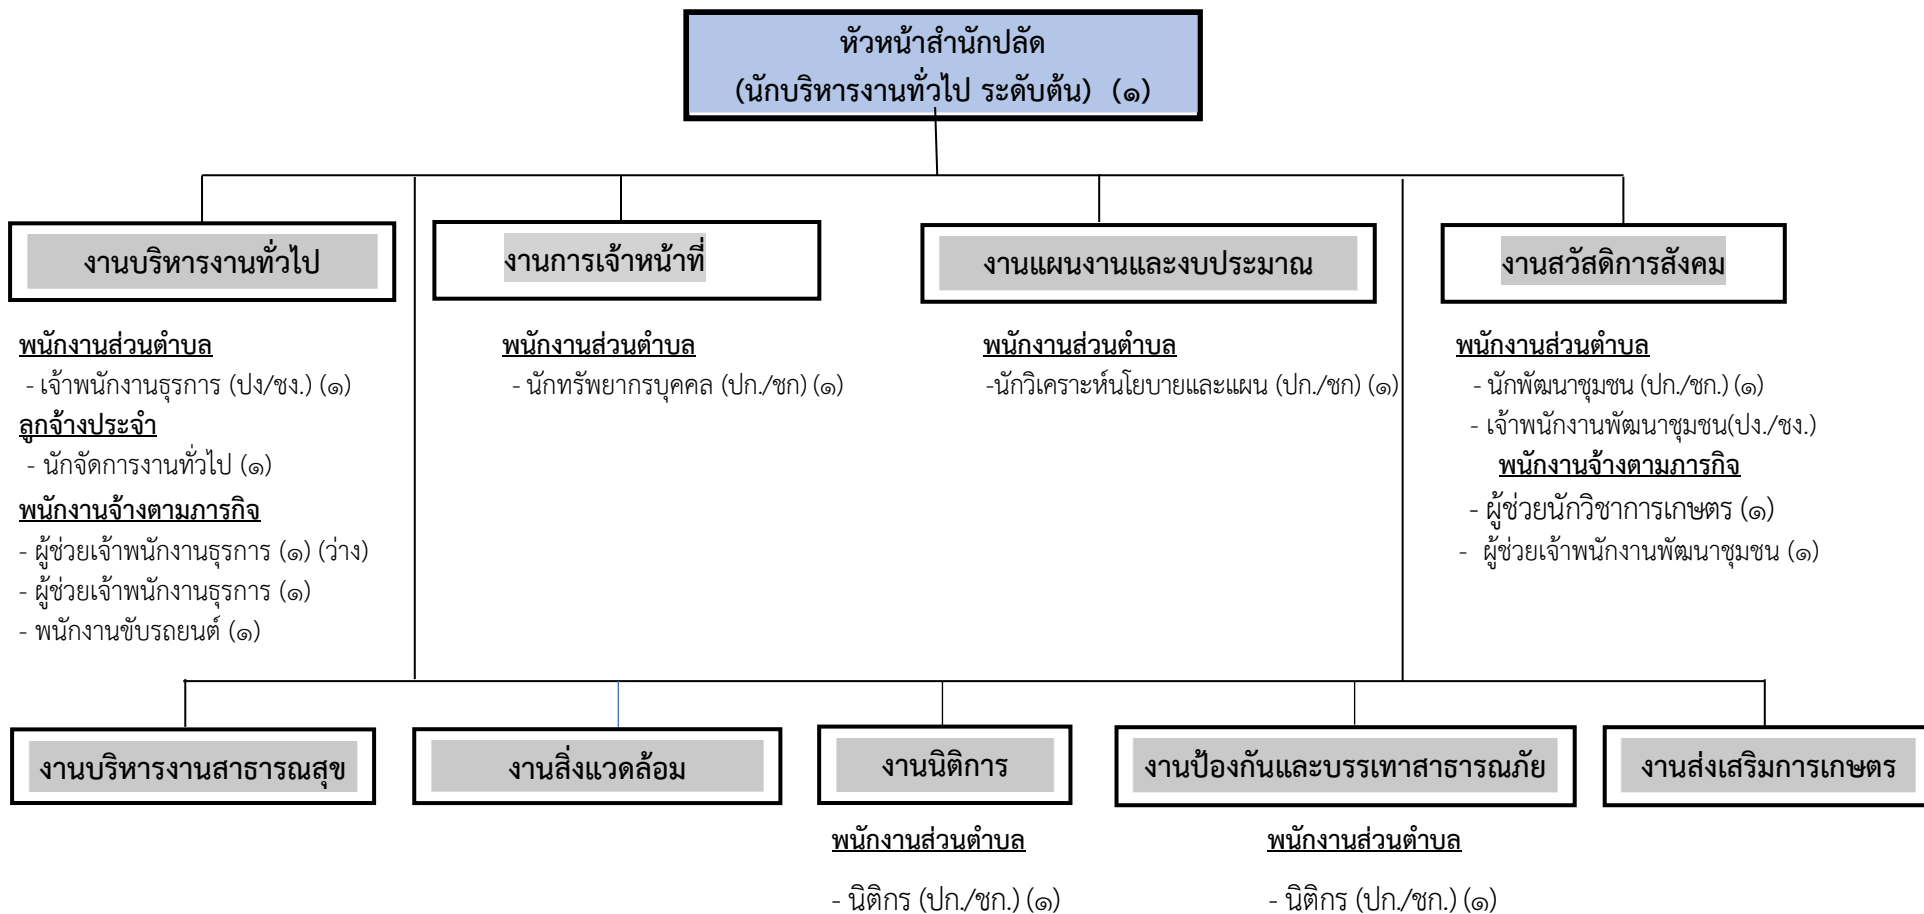 หัวหน้าสำนักปลัด
(นักบริหารงานทั่วไป ระดับต้น) (๑)
งานบริหารงานทั่วไป
พนักงานส่วนตำบล
- เจ้าพนักงานธุรการ (ปง/ชง.) (๑)
ลูกจ้างประจำ
- นักจัดการงานทั่วไป (๑)
พนักงานจ้างตามภารกิจ
- ผู้ช่วยเจ้าพนักงานธุรการ (๑) (ว่าง)
- ผู้ช่วยเจ้าพนักงานธุรการ (๑)
- พนักงานขับรถยนต์ (๑)
งานการเจ้าหน้าที่
พนักงานส่วนตำบล
- นักทรัพยากรบุคคล (ปก./ชก) (๑)
งานแผนงานและงบประมาณ
พนักงานส่วนตำบล
-นักวิเคราะห์นโยบายและแผน (ปก./ชก) (๑)
งานสวัสดิการสังคม
พนักงานส่วนตำบล
- นักพัฒนาชุมชน (ปก./ชก.) (๑)
- เจ้าพนักงานพัฒนาชุมชน(ปง./ชง.)
พนักงานจ้างตามภารกิจ
- ผู้ช่วยนักวิชาการเกษตร (๑)
- ผู้ช่วยเจ้าพนักงานพัฒนาชุมชน (๑)
งานบริหารงานสาธารณสุข
งานสิ่งแวดล้อม
งานนิติการ
พนักงานส่วนตำบล
- นิติกร (ปก./ชก.) (๑)
งานป้องกันและบรรเทาสาธารณภัย
พนักงานส่วนตำบล
- นิติกร (ปก./ชก.) (๑)
งานส่งเสริมการเกษตร